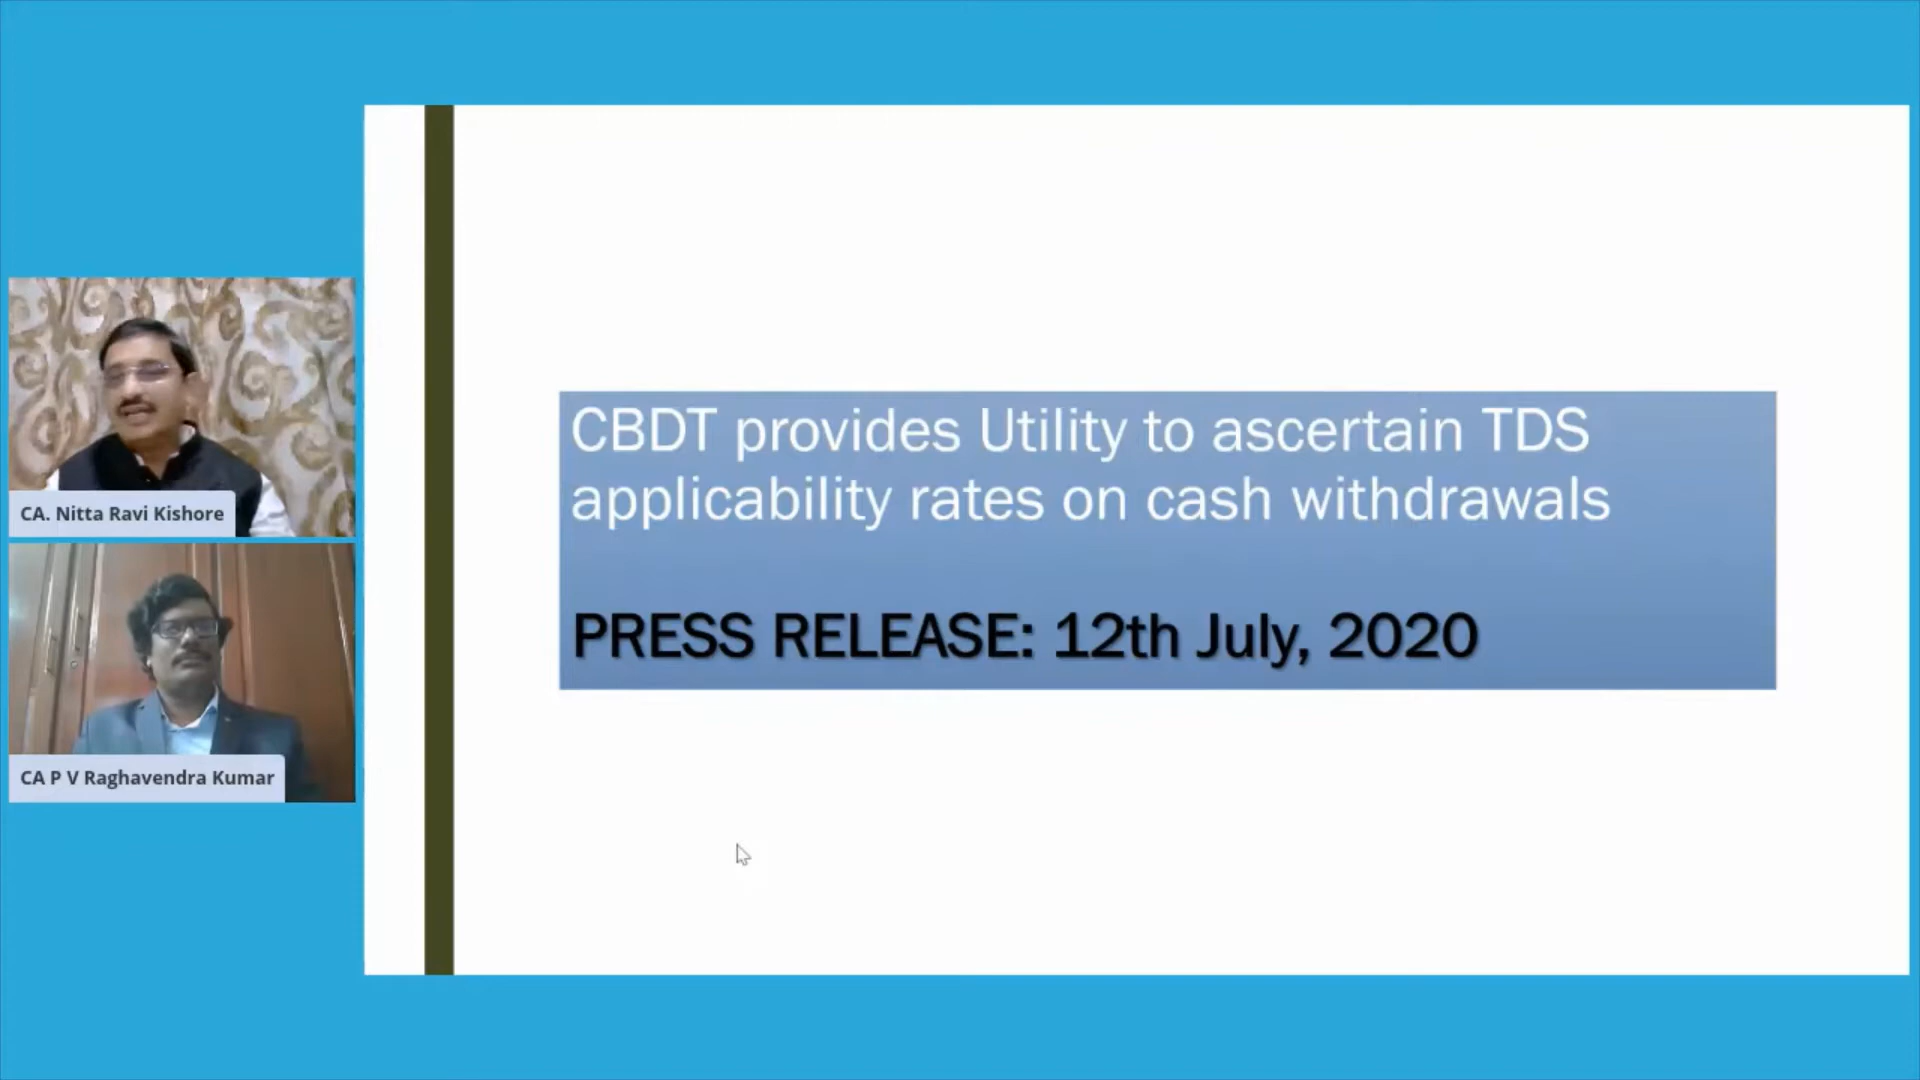 CA. Nitta Ravi Kishore
CA P V Raghavendra Kumar
CBDT provides Utility to ascertain TDS
applicability rates on cash withdrawals
PRESS RELEASE: 12th July, 2020